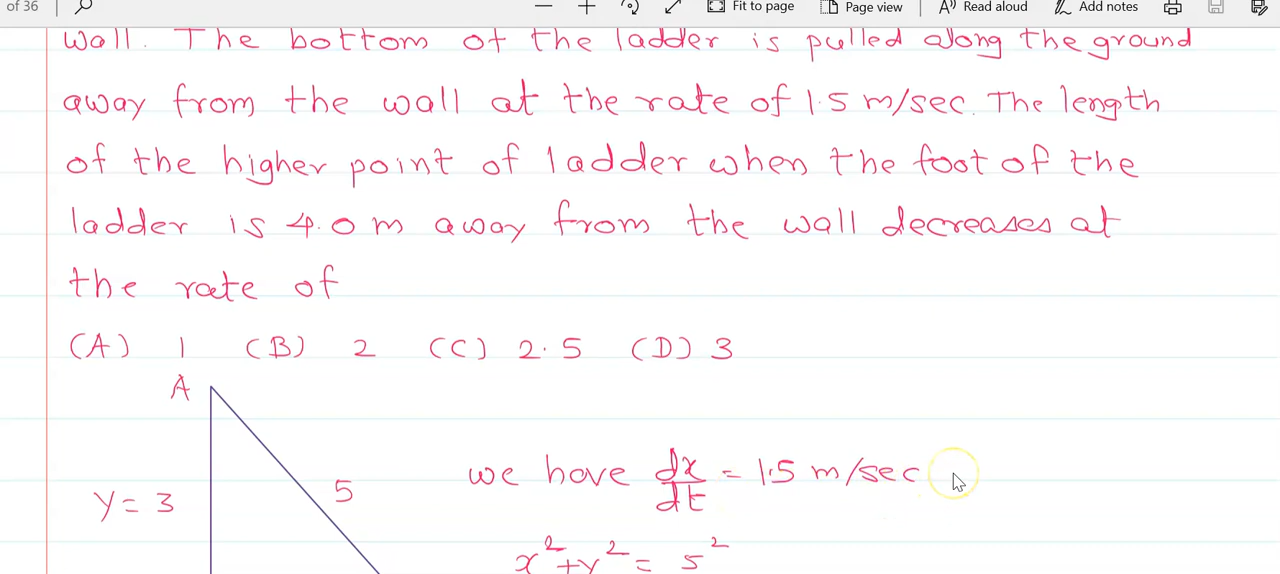 of 36
Fit to page
Page view
Read aloud
Add notes
wall. The bottom of the ladder is pulled along the ground
away from the wall at the rate of 1.5 m/sec. The length
of the higher point of ladder when the foot of the
ladder is 4.0 m away from the wall decreases at
the rate of
(A) 1 (B) 2 (C) 2.5 (D) 3
A
we have dx/dt = 1.5 m/sec
y = 3
5
x²+y² = 5²